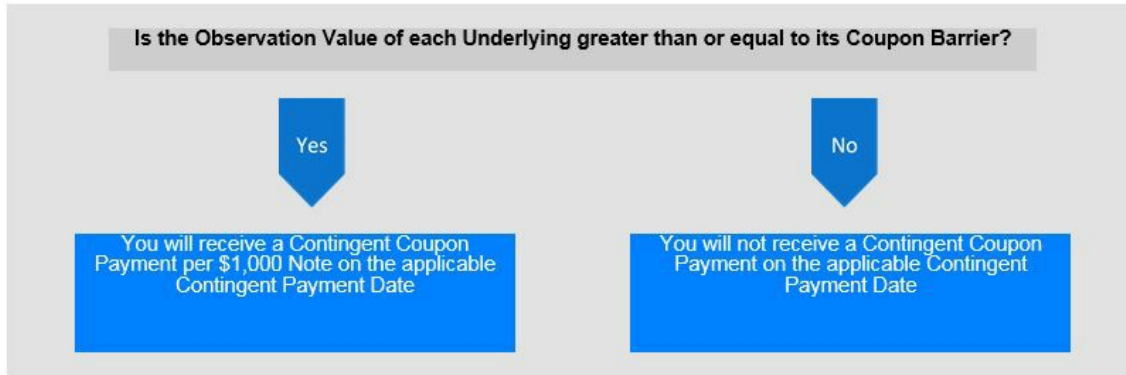 Is the Observation Value of each Underlying greater than or equal to its Coupon Barrier?
Yes
No
You will receive a Contingent Coupon
Payment per $1,000 Note on the applicable
Contingent Payment Date
You will not receive a Contingent Coupon
Payment on the applicable Contingent
Payment Date